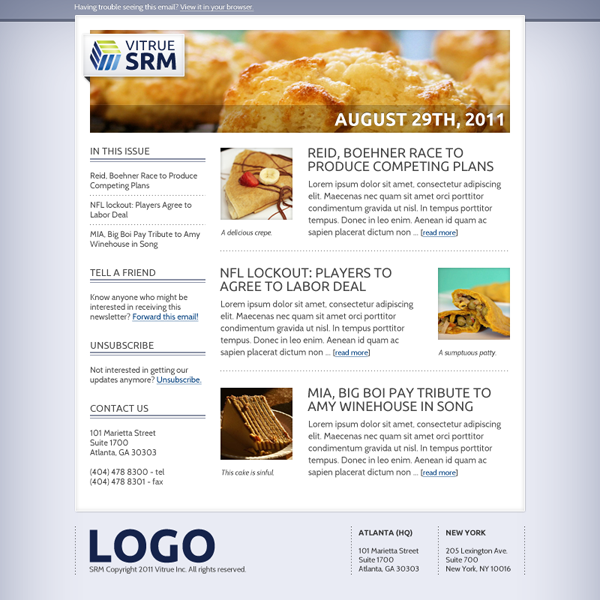 Having trouble seeing this email? View it in your browser.
VITRUE
SRM
AUGUST 29TH, 2011
IN THIS ISSUE
Reid, Boehner Race to Produce
Competing Plans
NFL lockout: Players Agree to
Labor Deal
MIA, Big Boi Pay Tribute to Amy
Winehouse in Song
TELL A FRIEND
Know anyone who might be
interested in receiving this
newsletter? Forward this email!
UNSUBSCRIBE
Not interested in getting our
updates anymore? Unsubscribe.
CONTACT US
101 Marietta Street
Suite 1700
Atlanta, GA 30303
(404) 478 8300 - tel
(404) 478 8301 - fax
A delicious crepe.
REID, BOEHNER RACE TO
PRODUCE COMPETING PLANS
Lorem ipsum dolor sit amet, consectetur adipiscing
elit. Maecenas nec quam sit amet orci porttitor
condimentum gravida ut nisl. In tempus porttitor
tempus. Donec in leo enim. Aenean id quam ac
sapien placerat dictum non ... [read more]
NFL LOCKOUT: PLAYERS TO
AGREE TO LABOR DEAL
Lorem ipsum dolor sit amet, consectetur adipiscing
elit. Maecenas nec quam sit amet orci porttitor
condimentum gravida ut nisl. In tempus porttitor
tempus. Donec in leo enim. Aenean id quam ac
sapien placerat dictum non ... [read more]
A sumptuous patty.
This cake is sinful.
MIA, BIG BOI PAY TRIBUTE TO
AMY WINEHOUSE IN SONG
Lorem ipsum dolor sit amet, consectetur adipiscing
elit. Maecenas nec quam sit amet orci porttitor
condimentum gravida ut nisl. In tempus porttitor
tempus. Donec in leo enim. Aenean id quam ac
sapien placerat dictum non ... [read more]
LOGO
SRM Copyright 2011 Vitrue Inc. All rights reserved.
ATLANTA (HQ)
101 Marietta Street
Suite 1700
Atlanta, GA 30303
NEW YORK
205 Lexington Ave.
Suite 700
New York, NY 10016